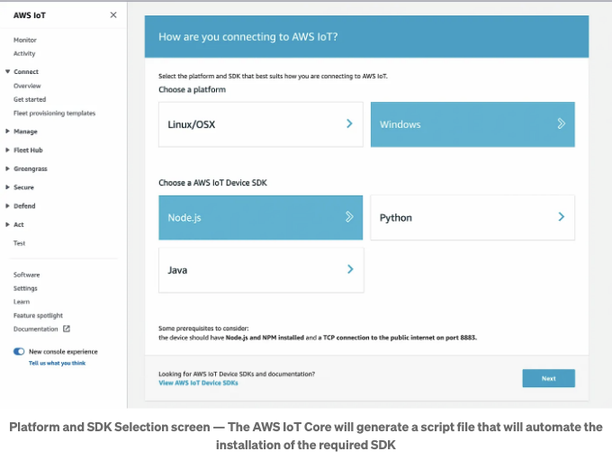 AWS IoT
Monitor
Activity
Connect
Overview
Get started
Fleet provisioning templates
Manage
Fleet Hub
Greengrass
Secure
Defend
Act
Test
Software
Settings
Learn
Feature spotlight
Documentation
New console experience
Tell us what you think
How are you connecting to AWS IoT?
Select the platform and SDK that best suits how you are connecting to AWS IoT.
Choose a platform
Linux/OSX
Windows
Choose a AWS IoT Device SDK
Node.js
Python
Java
Some prerequisites to consider:
the device should have Node.js and NPM installed and a TCP connection to the public internet on port 8883.
Looking for AWS IoT Device SDKs and documentation?
View AWS IoT Device SDKs
Next
Platform and SDK Selection screen — The AWS IoT Core will generate a script file that will automate the
installation of the required SDK